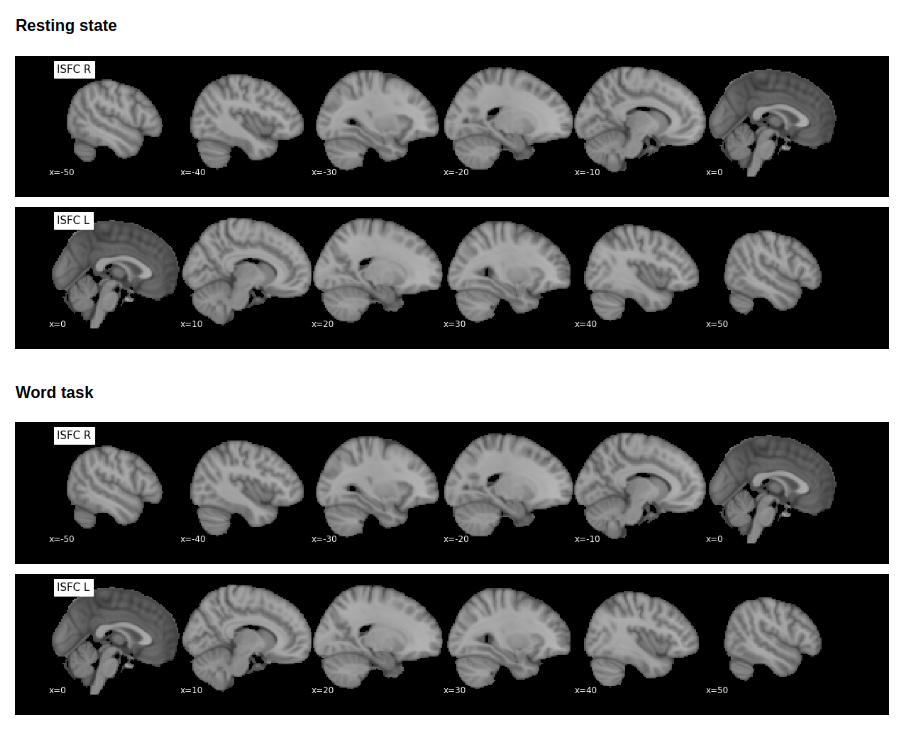 Resting state
ISFC R
x=-50 x=-40 x=-30 x=-20 x=-10 x=0
ISFC L
x=0 x=10 x=20 x=30 x=40 x=50
Word task
ISFC R
x=-50 x=-40 x=-30 x=-20 x=-10 x=0
ISFC L
x=0 x=10 x=20 x=30 x=40 x=50